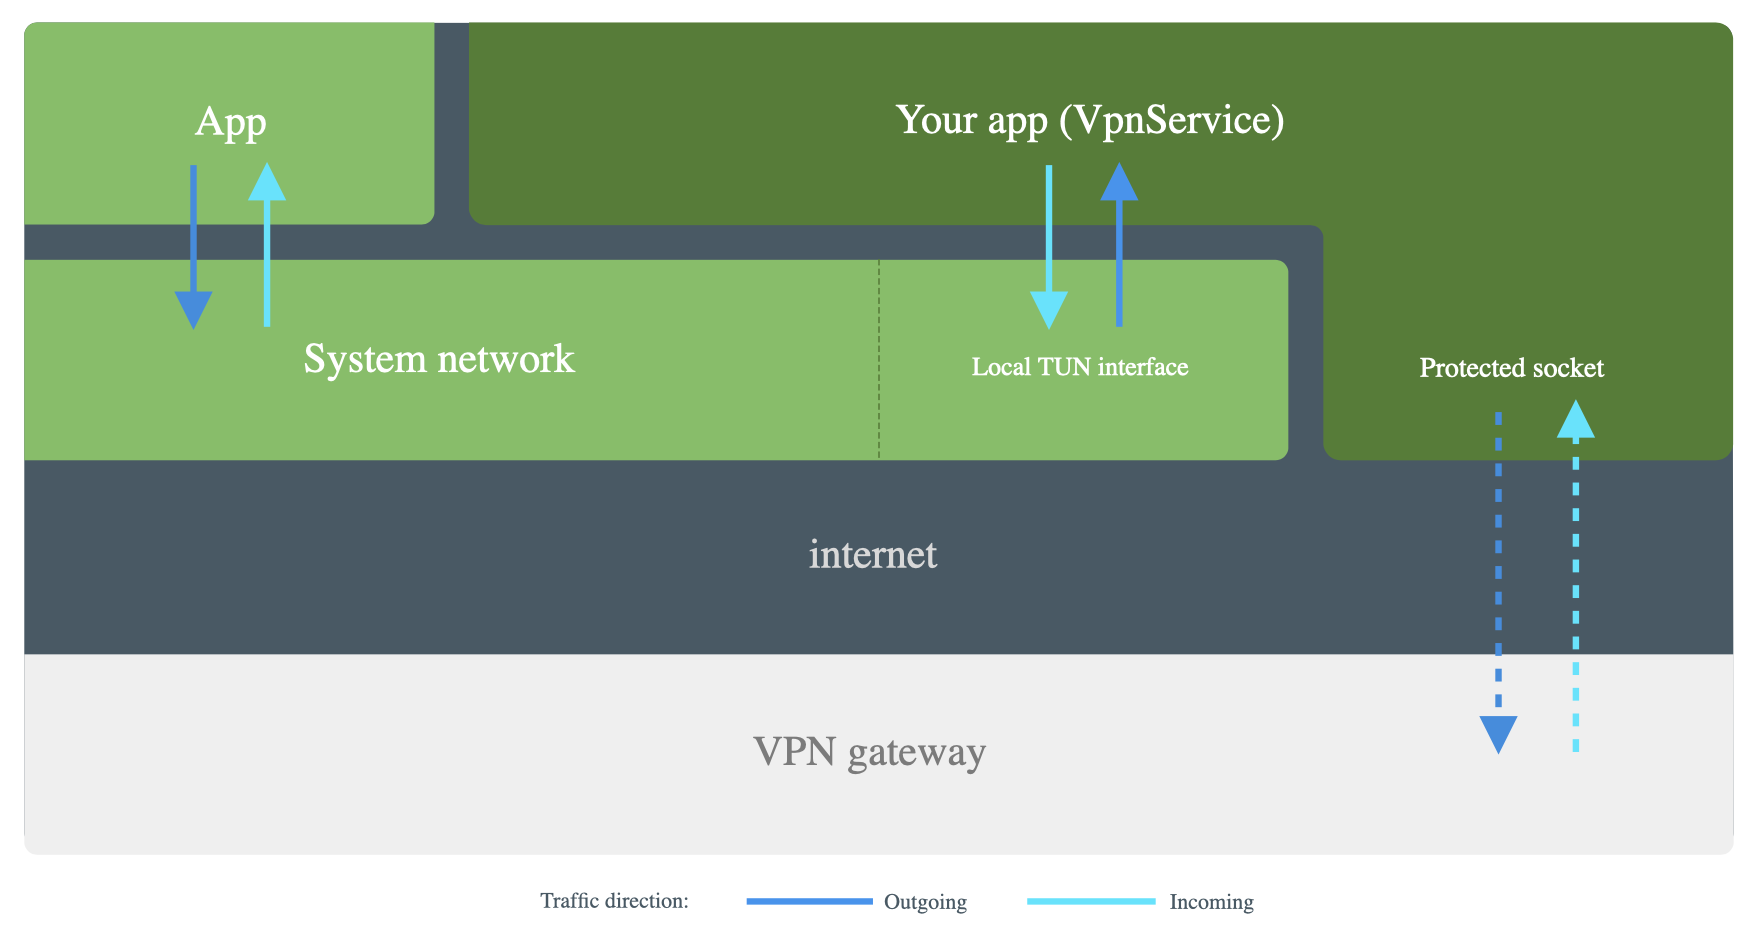 App
Your app (VpnService)
System network
Local TUN interface
Protected socket
internet
VPN gateway
Traffic direction:
Outgoing
Incoming